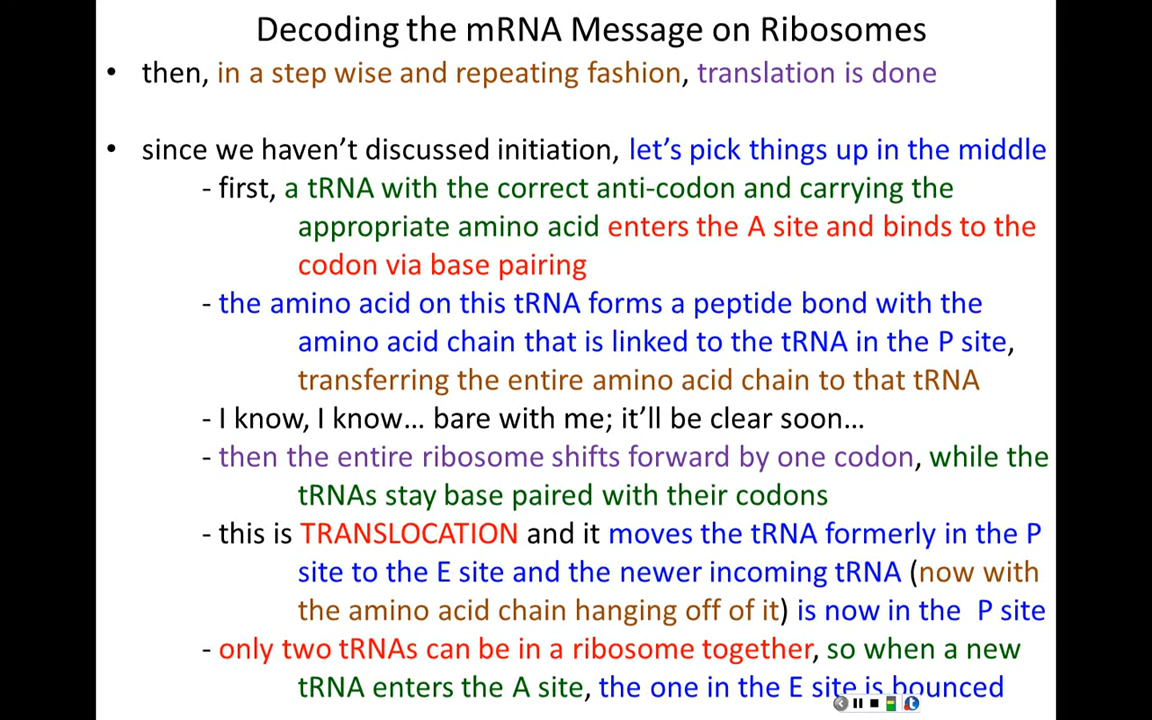 Decoding the mRNA Message on Ribosomes
• then, in a step wise and repeating fashion, translation is done
• since we haven’t discussed initiation, let’s pick things up in the middle
- first, a tRNA with the correct anti-codon and carrying the
appropriate amino acid enters the A site and binds to the
codon via base pairing
- the amino acid on this tRNA forms a peptide bond with the
amino acid chain that is linked to the tRNA in the P site,
transferring the entire amino acid chain to that tRNA
- I know, I know… bare with me; it’ll be clear soon…
- then the entire ribosome shifts forward by one codon, while the
tRNAs stay base paired with their codons
- this is TRANSLOCATION and it moves the tRNA formerly in the P
site to the E site and the newer incoming tRNA (now with
the amino acid chain hanging off of it) is now in the P site
- only two tRNAs can be in a ribosome together, so when a new
tRNA enters the A site, the one in the E site is bounced